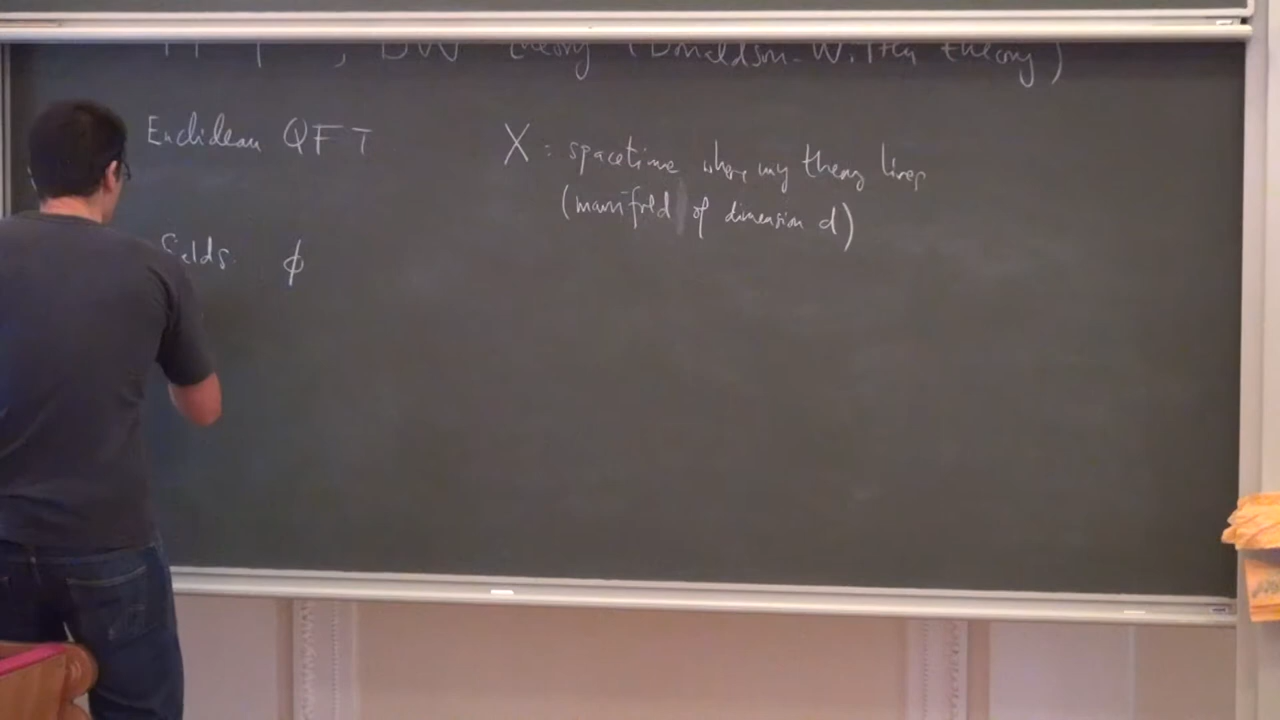 , DW theory (Donaldson-Witten theory)
Euclidean QFT
X : spacetime where my theory lives
(manifold of dimension d)
Fields ϕ